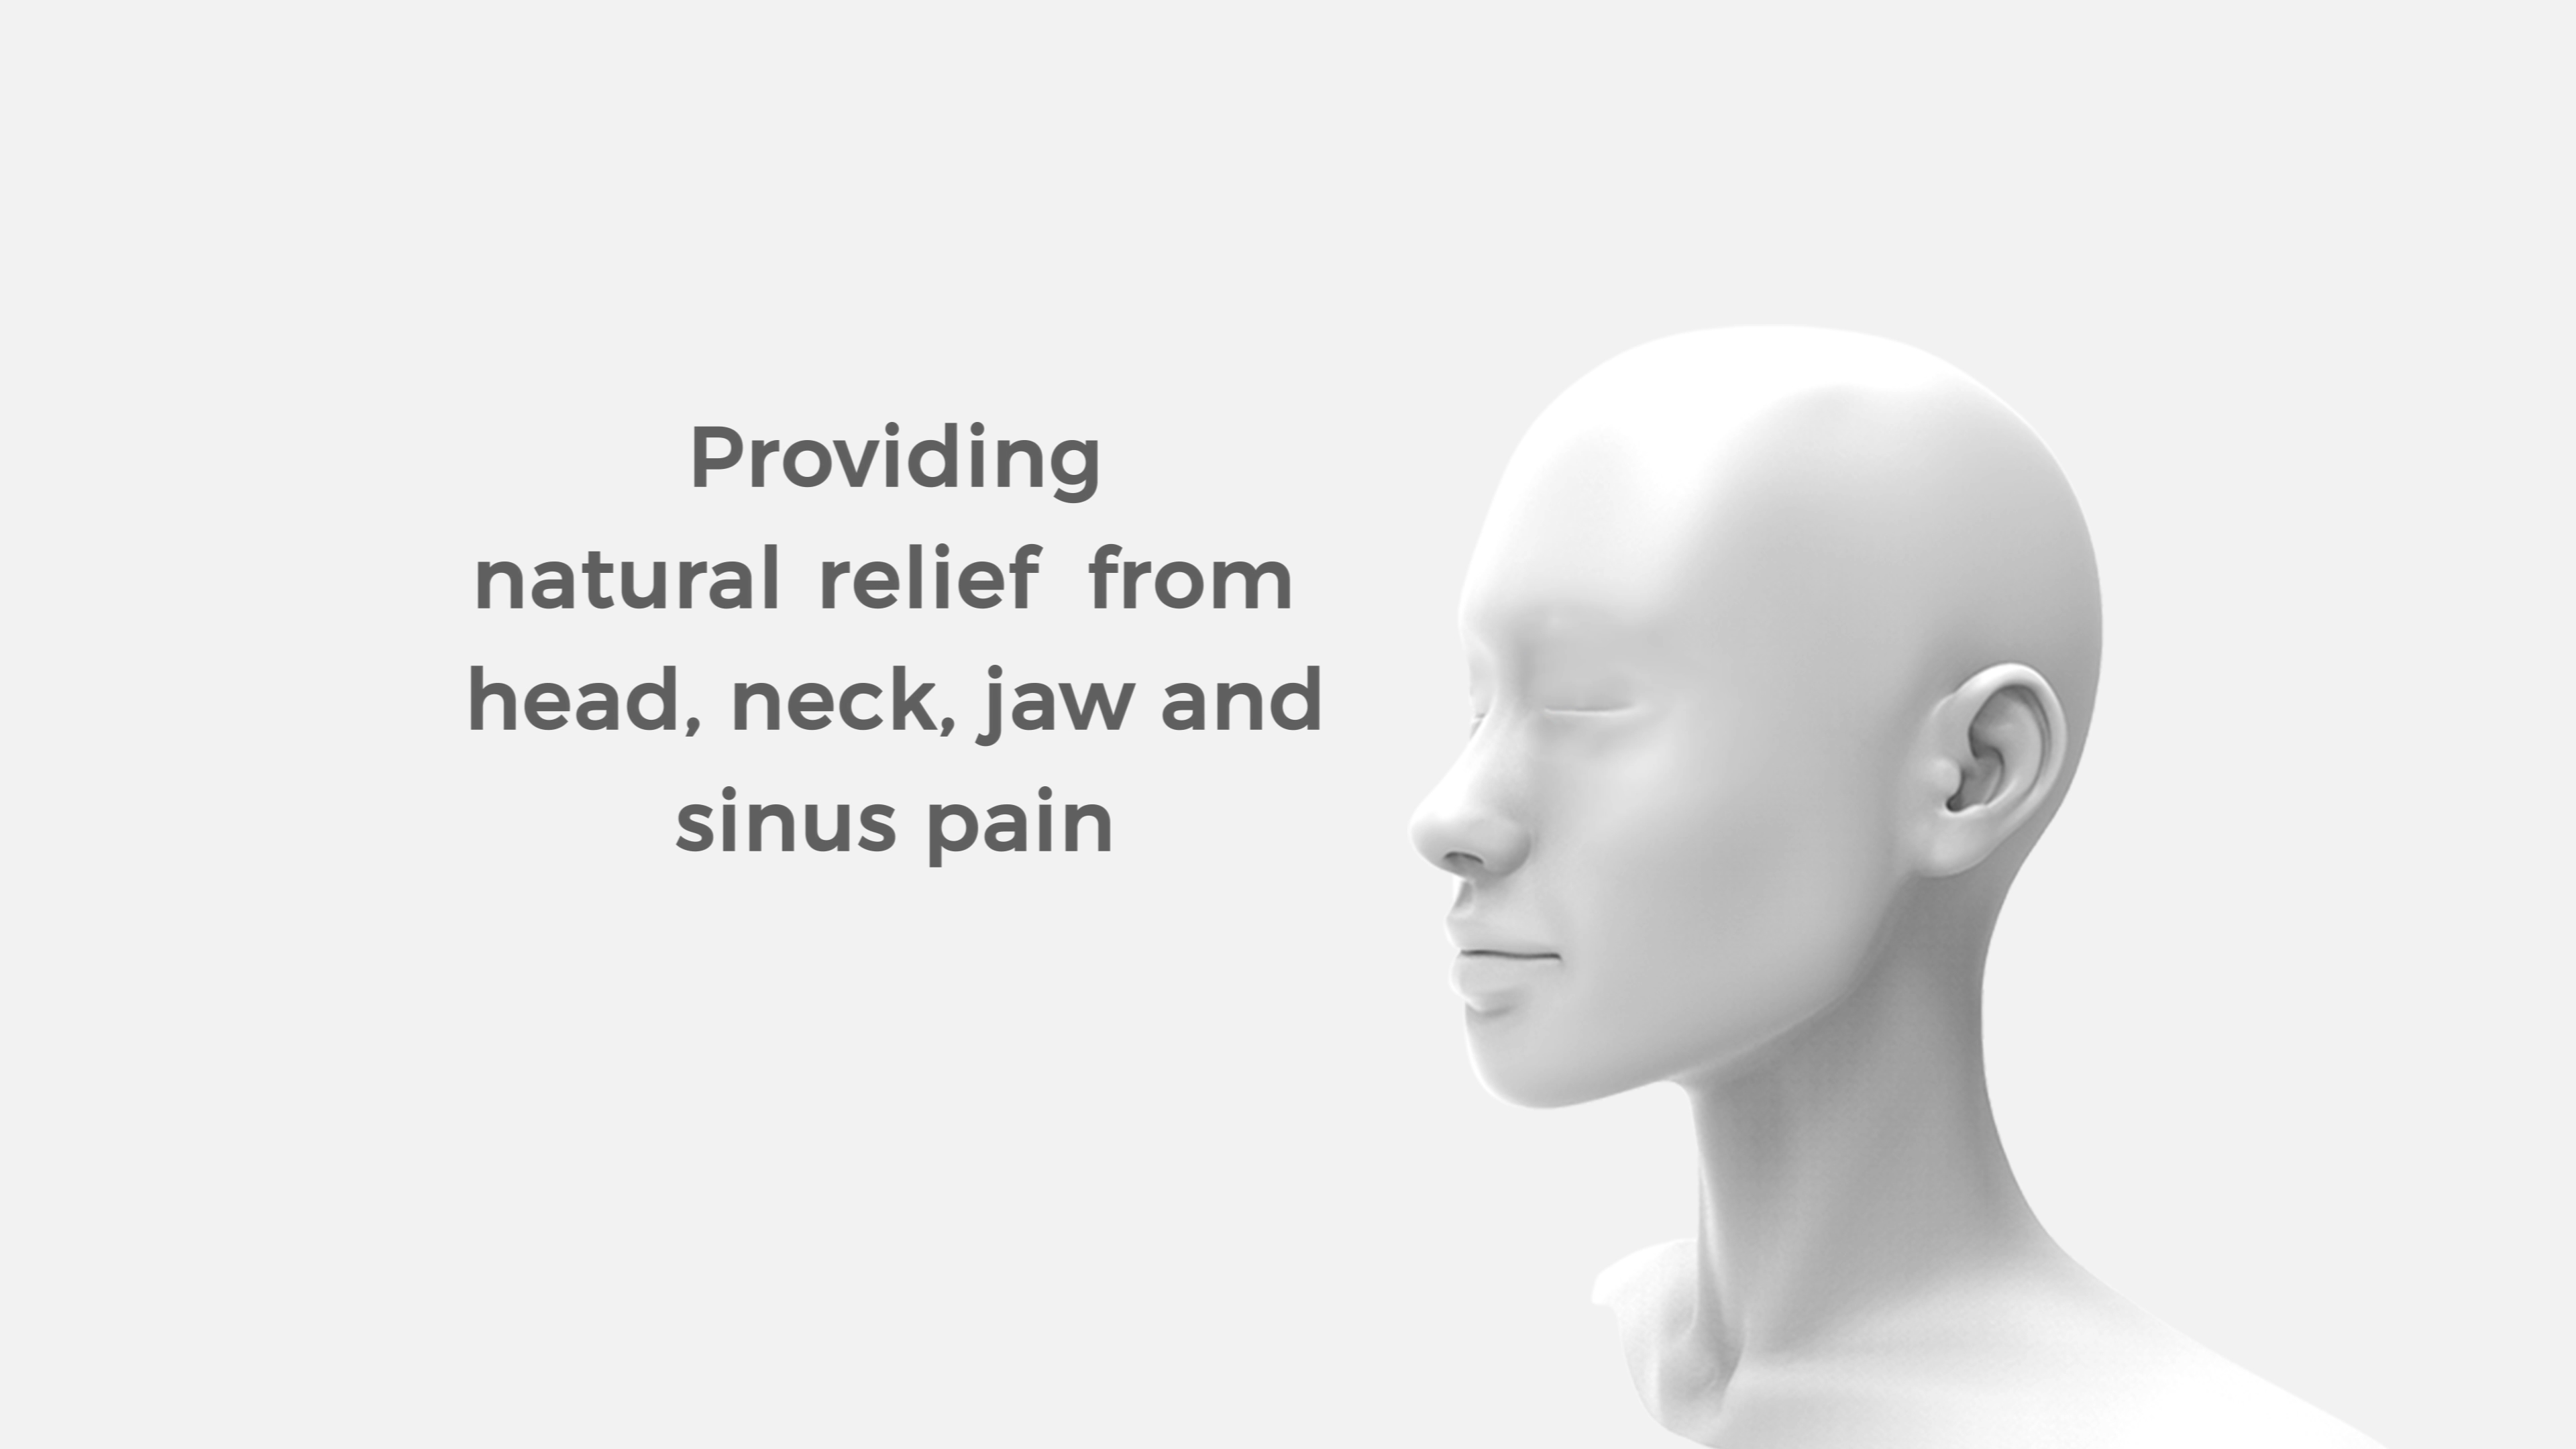 Providing
natural relief from
head, neck, jaw and
sinus pain